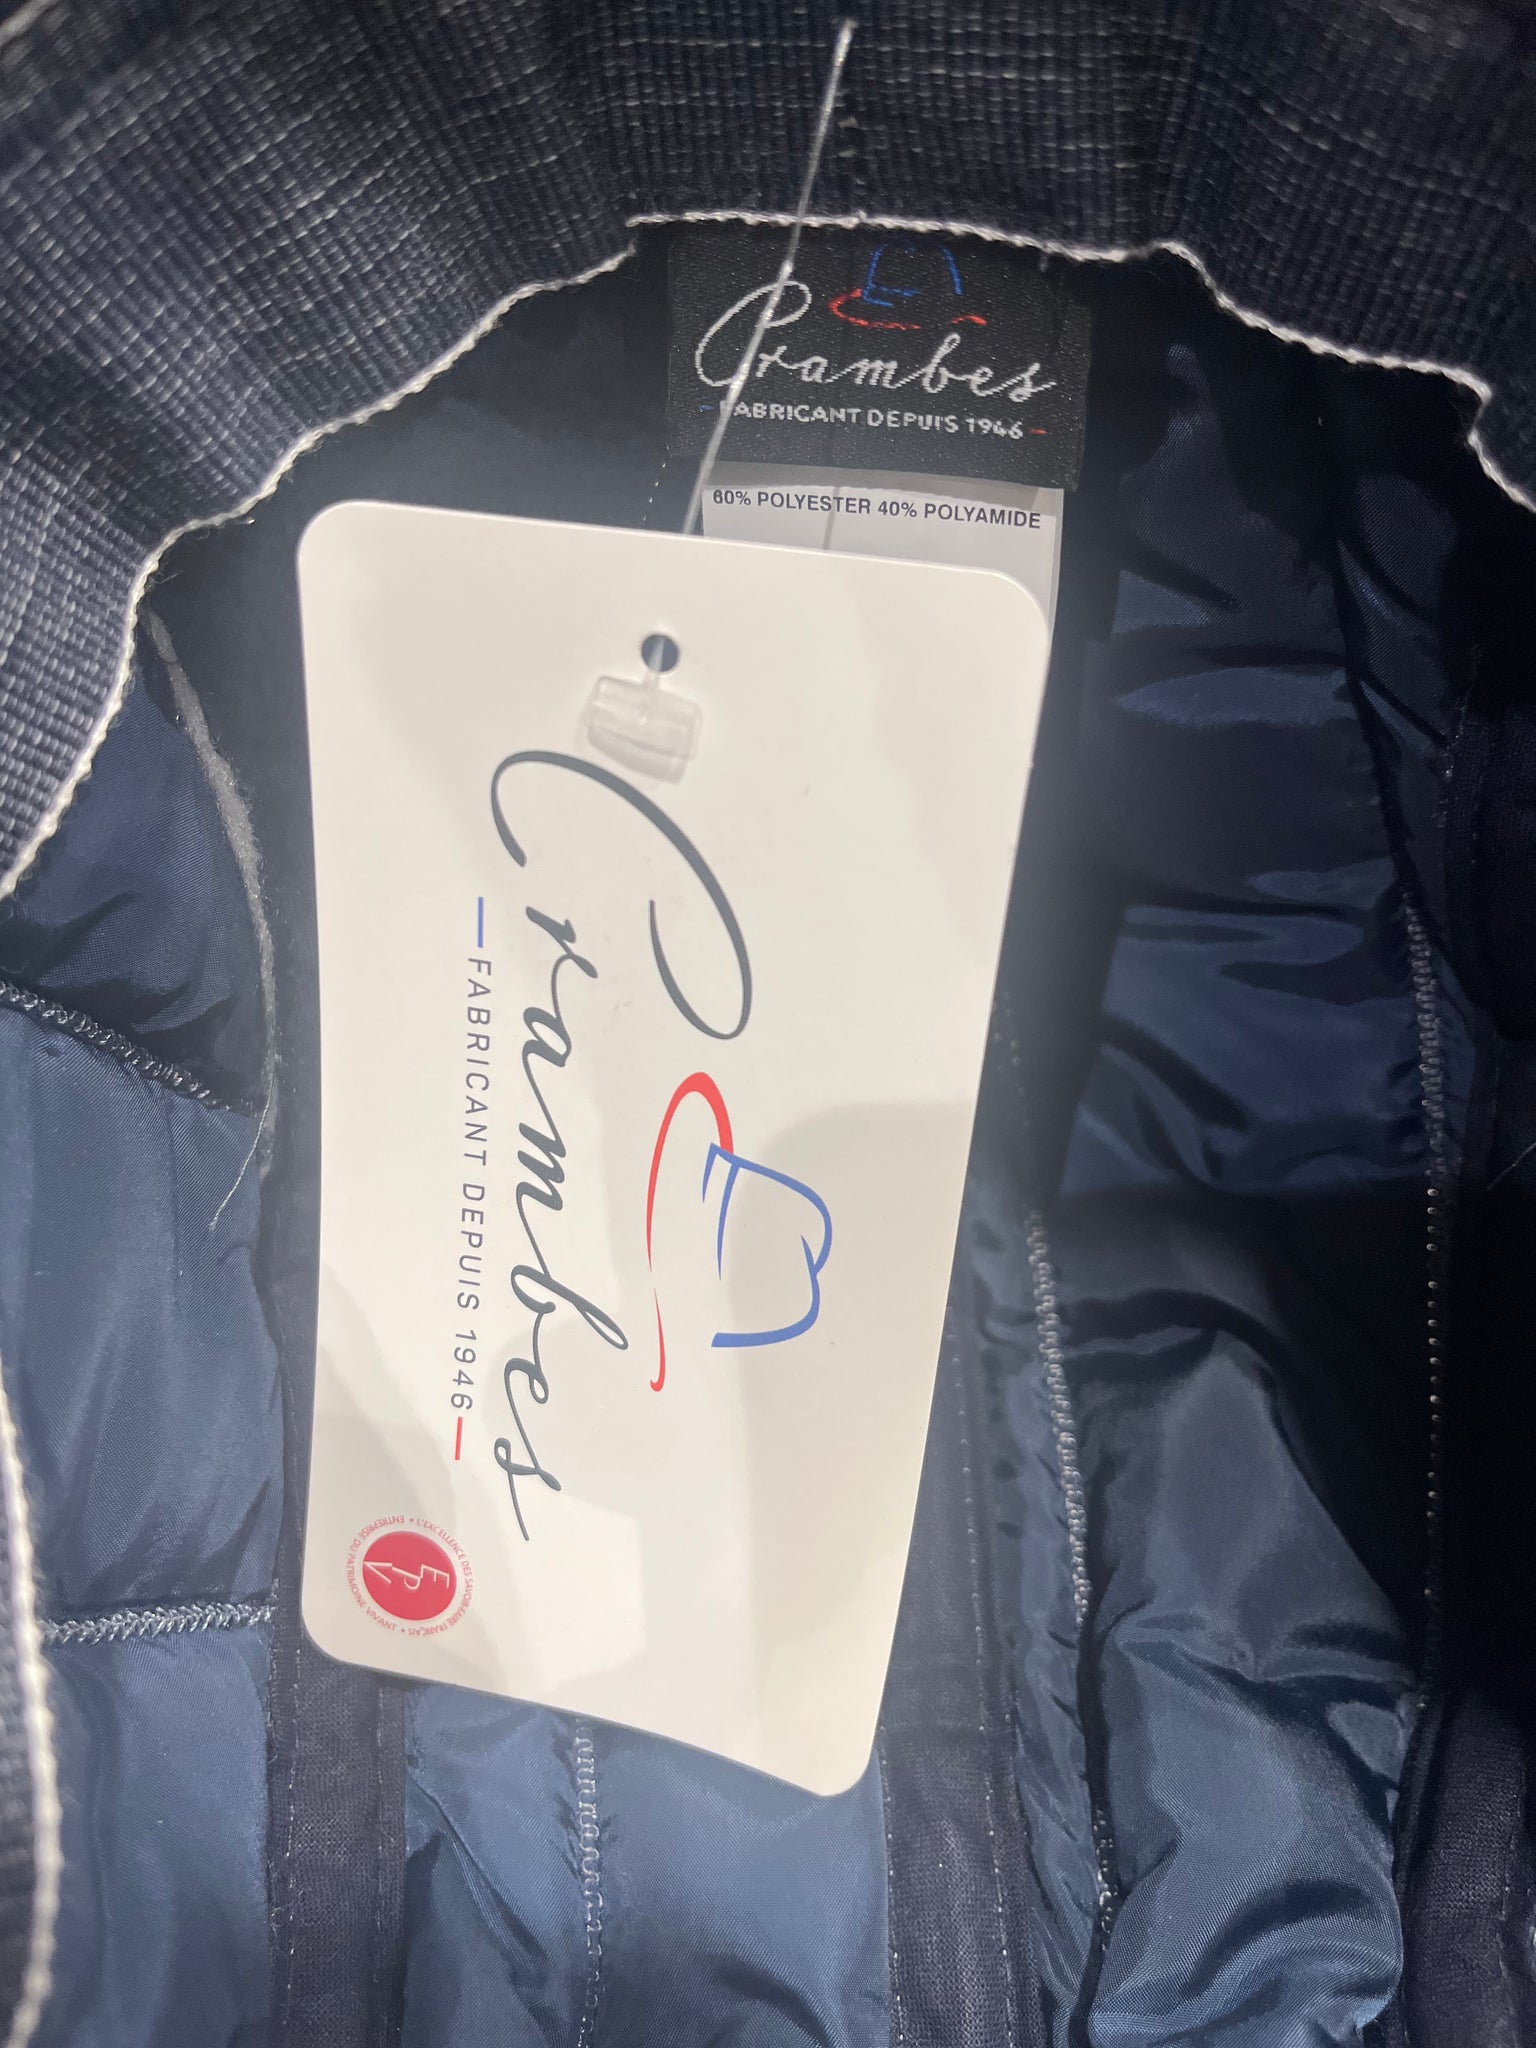 Crambes
FABRICANT DEPUIS 1946
60% POLYESTER 40% POLYAMIDE
Crambes
FABRICANT DEPUIS 1946
EPV
L'EXCELLENCE DES SAVOIR-FAIRE FRANÇAIS • ENTREPRISE DU PATRIMOINE VIVANT •